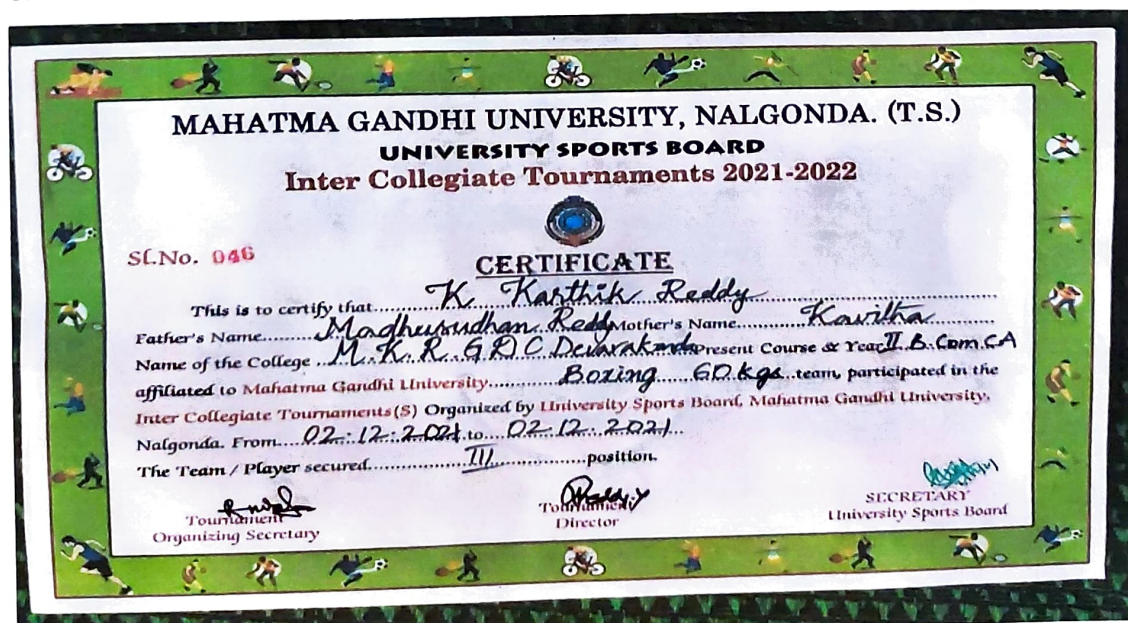 MAHATMA GANDHI UNIVERSITY, NALGONDA. (T.S.)
UNIVERSITY SPORTS BOARD
Inter Collegiate Tournaments 2021-2022
Sl.No. 046
CERTIFICATE
This is to certify that K Karthik Reddy
Father's Name Madhusudhan Reddy Mother's Name Kavitha
Name of the College M.K.R. G D C Devarakonda Present Course & Year II B.Com.CA
affiliated to Mahatma Gandhi University Boxing 60 kgs team, participated in the
Inter Collegiate Tournaments(S) Organized by University Sports Board, Mahatma Gandhi University,
Nalgonda. From 02:12:2021 to 02.12.2021
The Team / Player secured III position.
Tournament
Organizing Secretary
Tournament
Director
SECRETARY
University Sports Board